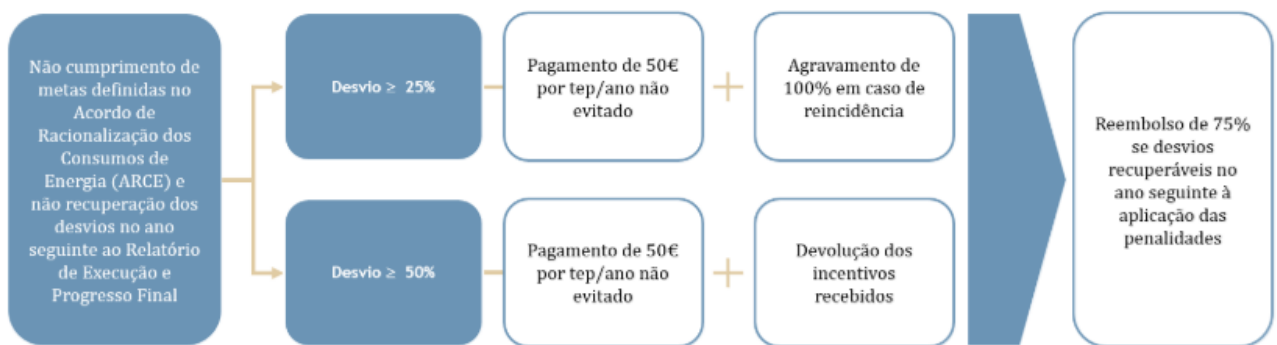 Não cumprimento de
metas definidas no
Acordo de
Racionalização dos
Consumos de
Energia (ARCE) e
não recuperação dos
desvios no ano
seguinte ao Relatório
de Execução e
Progresso Final
Desvio ≥ 25%
Pagamento de 50€
por tep/ano não
evitado
+
Agravamento de
100% em caso de
reincidência
Desvio ≥ 50%
Pagamento de 50€
por tep/ano não
evitado
+
Devolução dos
incentivos
recebidos
Reembolso de 75%
se desvios
recuperáveis no
ano seguinte à
aplicação das
penalidades